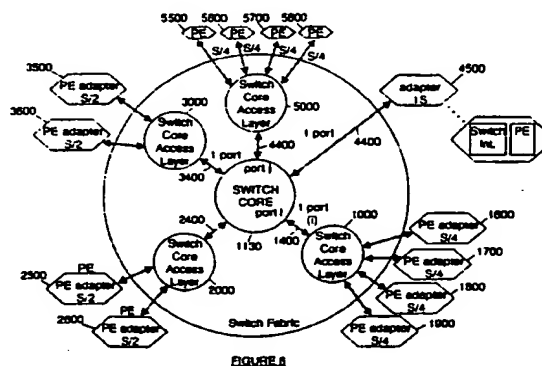 5500
5600
5700
5800
PE
PE
PE
PE
S/4
S/4
S/4
S/4
3500
PE adapter
S/2
3600
PE adapter
S/2
3000
Switch
Core
Access
Layer
Switch
Core
Access
Layer
5000
4500
adapter
1 S
Switch
Int.
PE
1 port
4400
1 port
4400
3400
port j
SWITCH
CORE
port i
1130
1 port
(i)
1400
1000
Switch
Core
Access
Layer
2400
Switch
Core
Access
Layer
2000
1600
PE adapter
S/4
1700
PE adapter
S/4
1800
PE adapter
S/4
1900
PE adapter
S/4
2500
PE
PE adapter
S/2
2600
PE
PE adapter
S/2
Switch Fabric